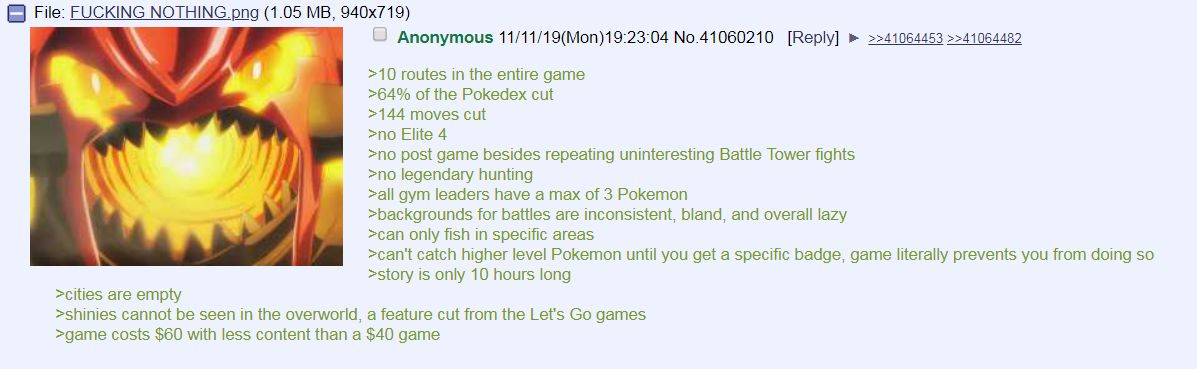 File: FUCKING NOTHING.png (1.05 MB, 940x719)
Anonymous 11/11/19(Mon)19:23:04 No.41060210 [Reply] ► >>41064453 >>41064482
>10 routes in the entire game
>64% of the Pokedex cut
>144 moves cut
>no Elite 4
>no post game besides repeating uninteresting Battle Tower fights
>no legendary hunting
>all gym leaders have a max of 3 Pokemon
>backgrounds for battles are inconsistent, bland, and overall lazy
>can only fish in specific areas
>can't catch higher level Pokemon until you get a specific badge, game literally prevents you from doing so
>story is only 10 hours long
>cities are empty
>shinies cannot be seen in the overworld, a feature cut from the Let's Go games
>game costs $60 with less content than a $40 game